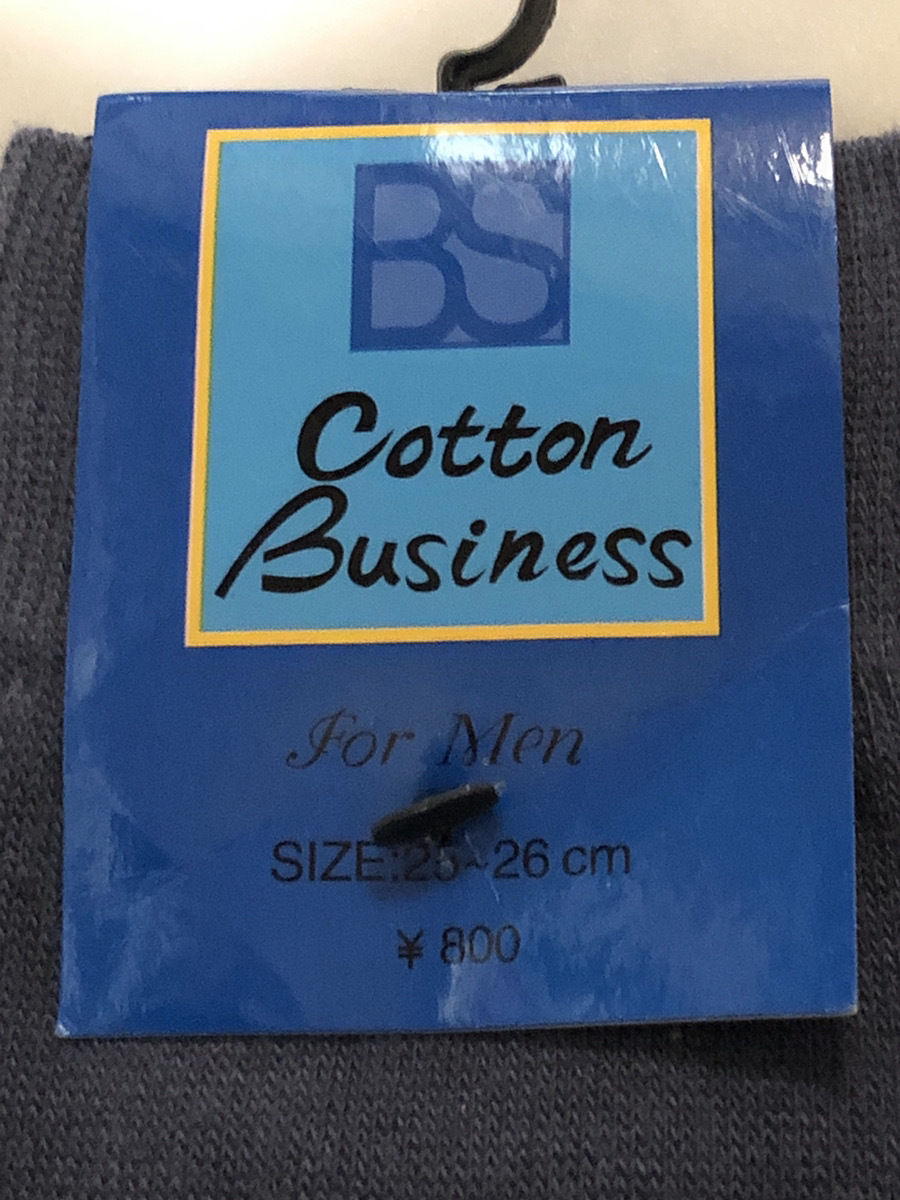 BS
Cotton
Business
For Men
SIZE:25~26 cm
¥ 800